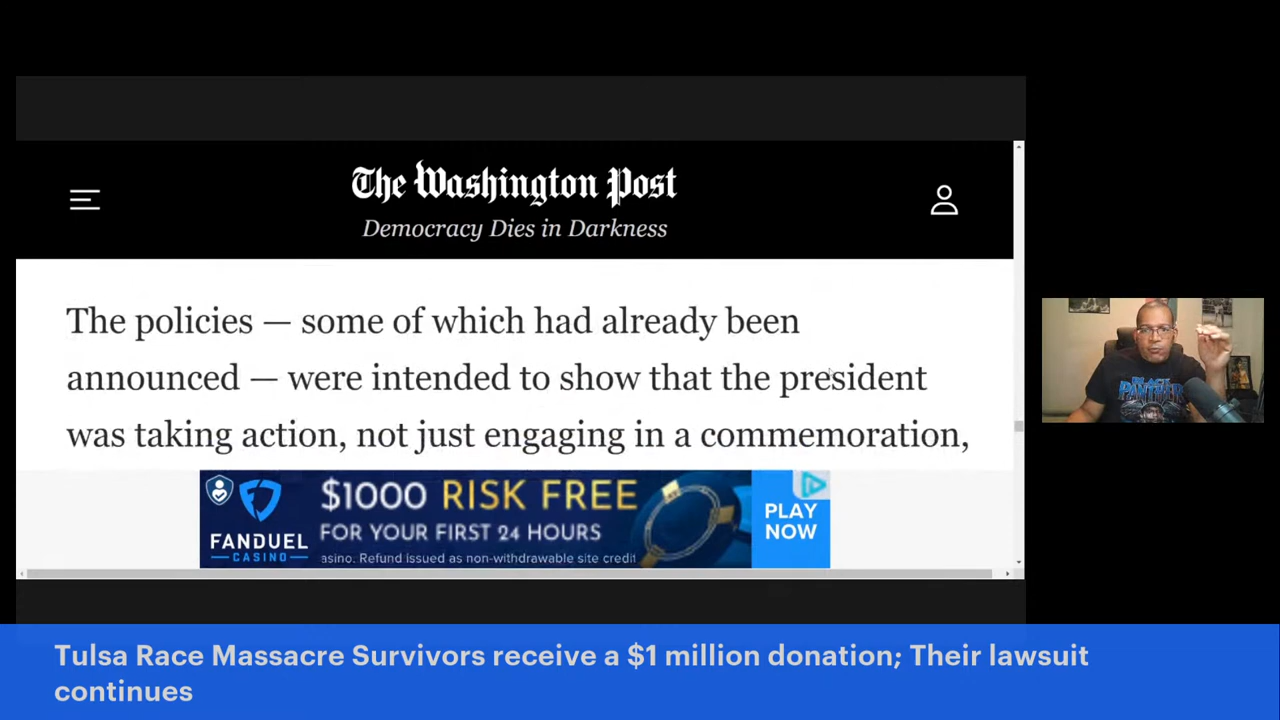 The Washington Post
Democracy Dies in Darkness
The policies — some of which had already been
announced — were intended to show that the president
was taking action, not just engaging in a commemoration,
FANDUEL
CASINO
$1000 RISK FREE
FOR YOUR FIRST 24 HOURS
asino. Refund issued as non-withdrawable site credit
PLAY
NOW
BLACK
PANTHER
Tulsa Race Massacre Survivors receive a $1 million donation; Their lawsuit
continues